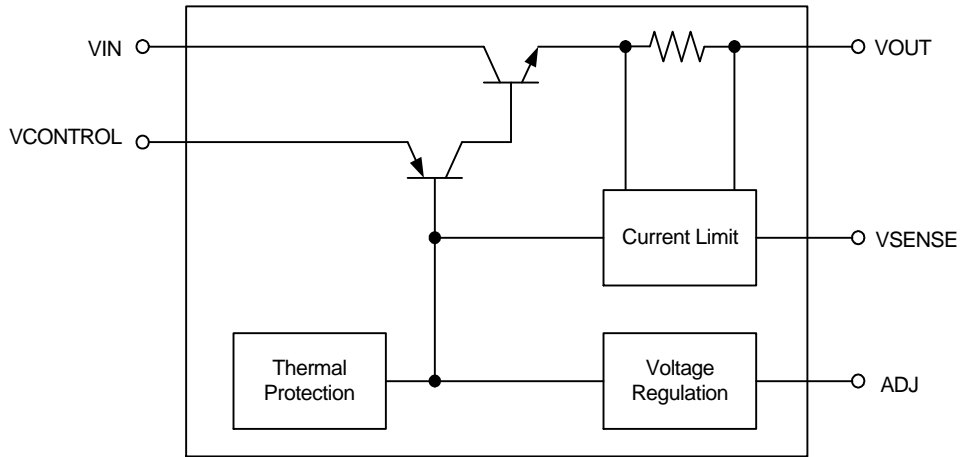 VIN
VOUT
VCONTROL
Current Limit
VSENSE
Thermal
Protection
Voltage
Regulation
ADJ